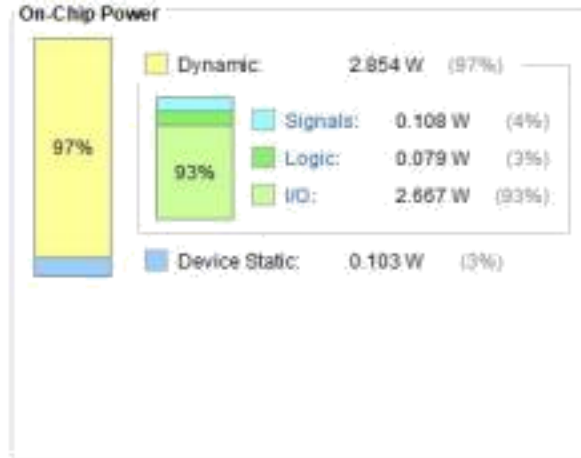 On-Chip Power
Dynamic: 2.854 W (97%)
97%
Signals: 0.108 W (4%)
Logic: 0.079 W (3%)
93%
I/O: 2.667 W (93%)
Device Static: 0.103 W (3%)